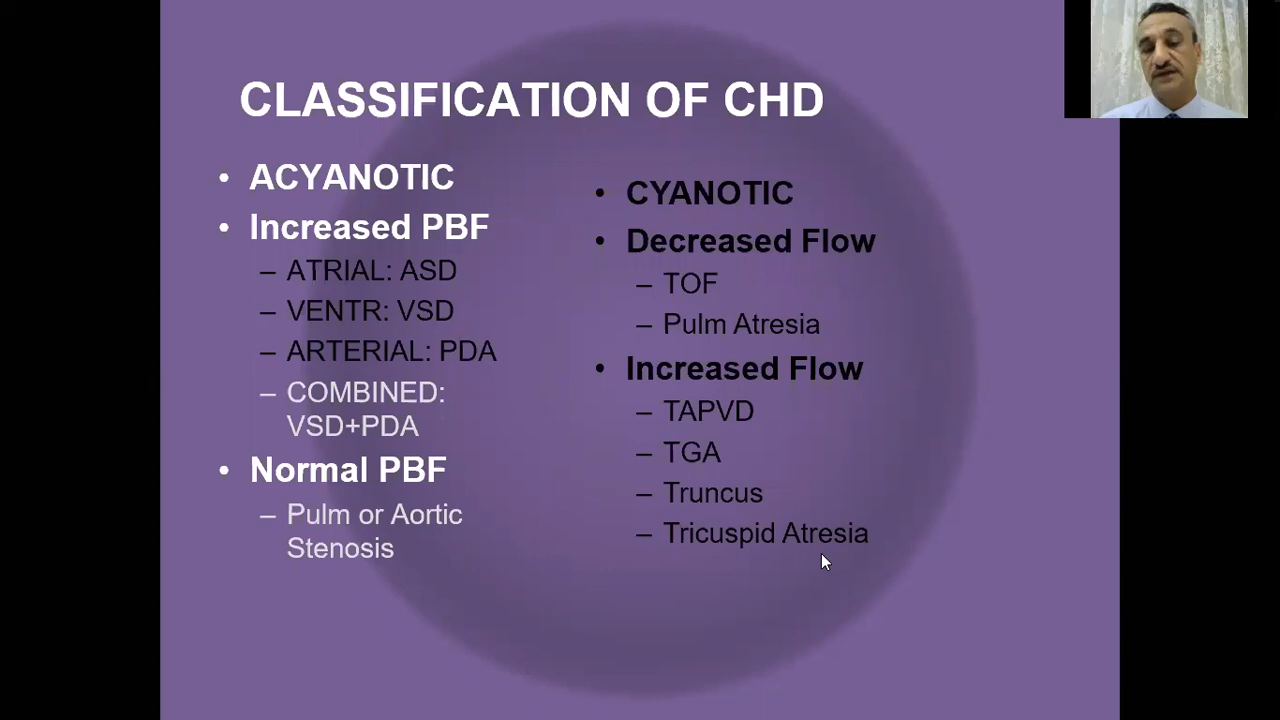 CLASSIFICATION OF CHD
• ACYANOTIC
• Increased PBF
– ATRIAL: ASD
– VENTR: VSD
– ARTERIAL: PDA
– COMBINED:
VSD+PDA
• Normal PBF
– Pulm or Aortic
Stenosis
• CYANOTIC
• Decreased Flow
– TOF
– Pulm Atresia
• Increased Flow
– TAPVD
– TGA
– Truncus
– Tricuspid Atresia